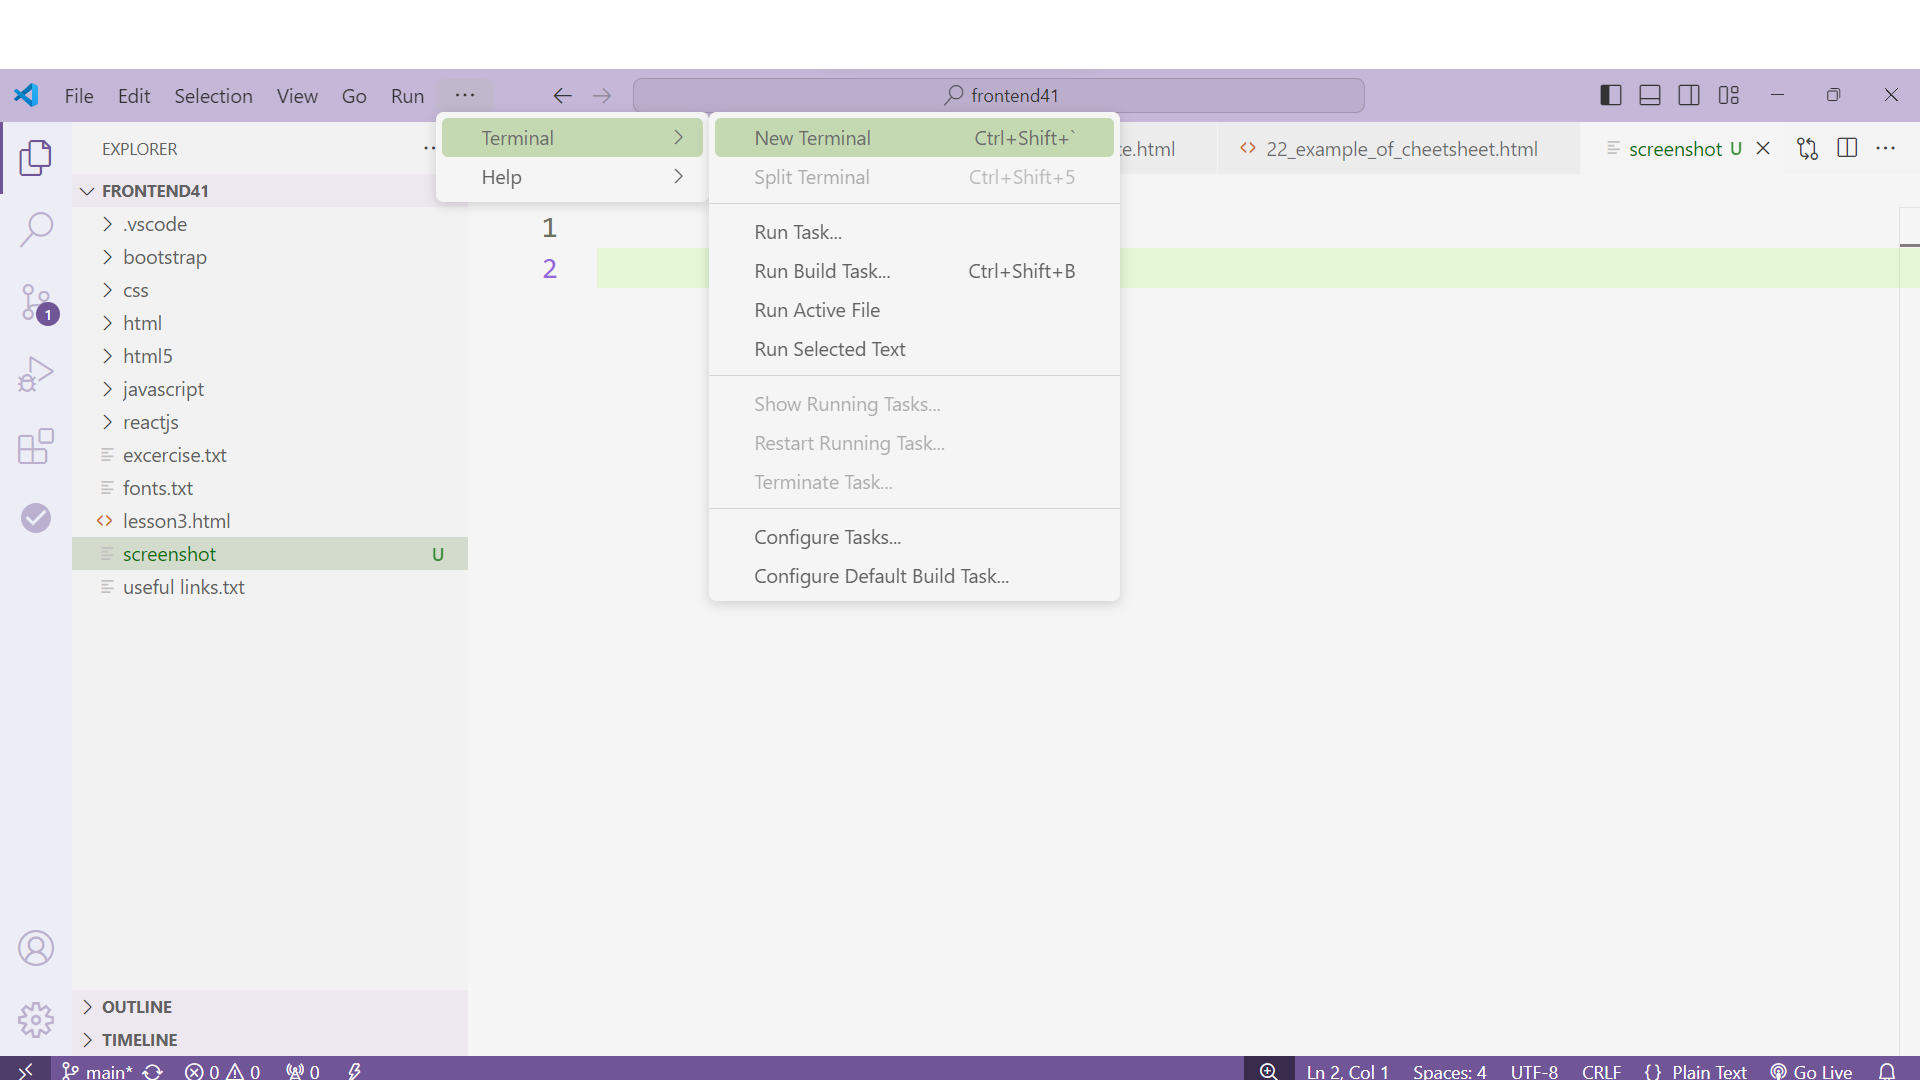 File Edit Selection View Go Run ··· frontend41
EXPLORER
Terminal
Help
New Terminal Ctrl+Shift+`
Split Terminal Ctrl+Shift+5
Run Task...
Run Build Task... Ctrl+Shift+B
Run Active File
Run Selected Text
Show Running Tasks...
Restart Running Task...
Terminate Task...
Configure Tasks...
Configure Default Build Task...
e.html 22_example_of_cheetsheet.html screenshot U
FRONTEND41
.vscode
bootstrap
css
html
html5
javascript
reactjs
excercise.txt
fonts.txt
lesson3.html
screenshot U
useful links.txt
1
2
1
OUTLINE
TIMELINE
main* 0 0 0 Ln 2, Col 1 Spaces: 4 UTF-8 CRLF {} Plain Text Go Live